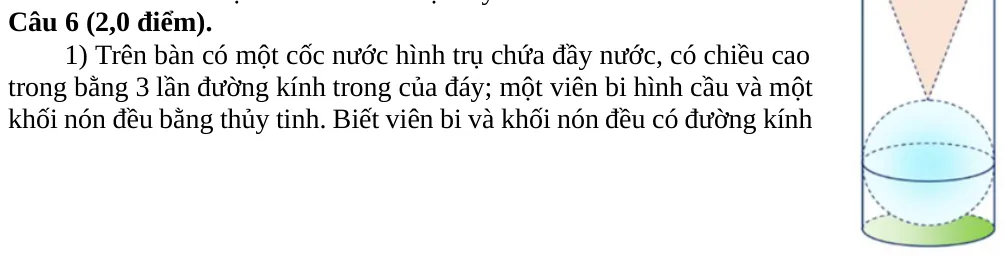 Câu 6 (2,0 điểm).
1) Trên bàn có một cốc nước hình trụ chứa đầy nước, có chiều cao
trong bằng 3 lần đường kính trong của đáy; một viên bi hình cầu và một
khối nón đều bằng thủy tinh. Biết viên bi và khối nón đều có đường kính